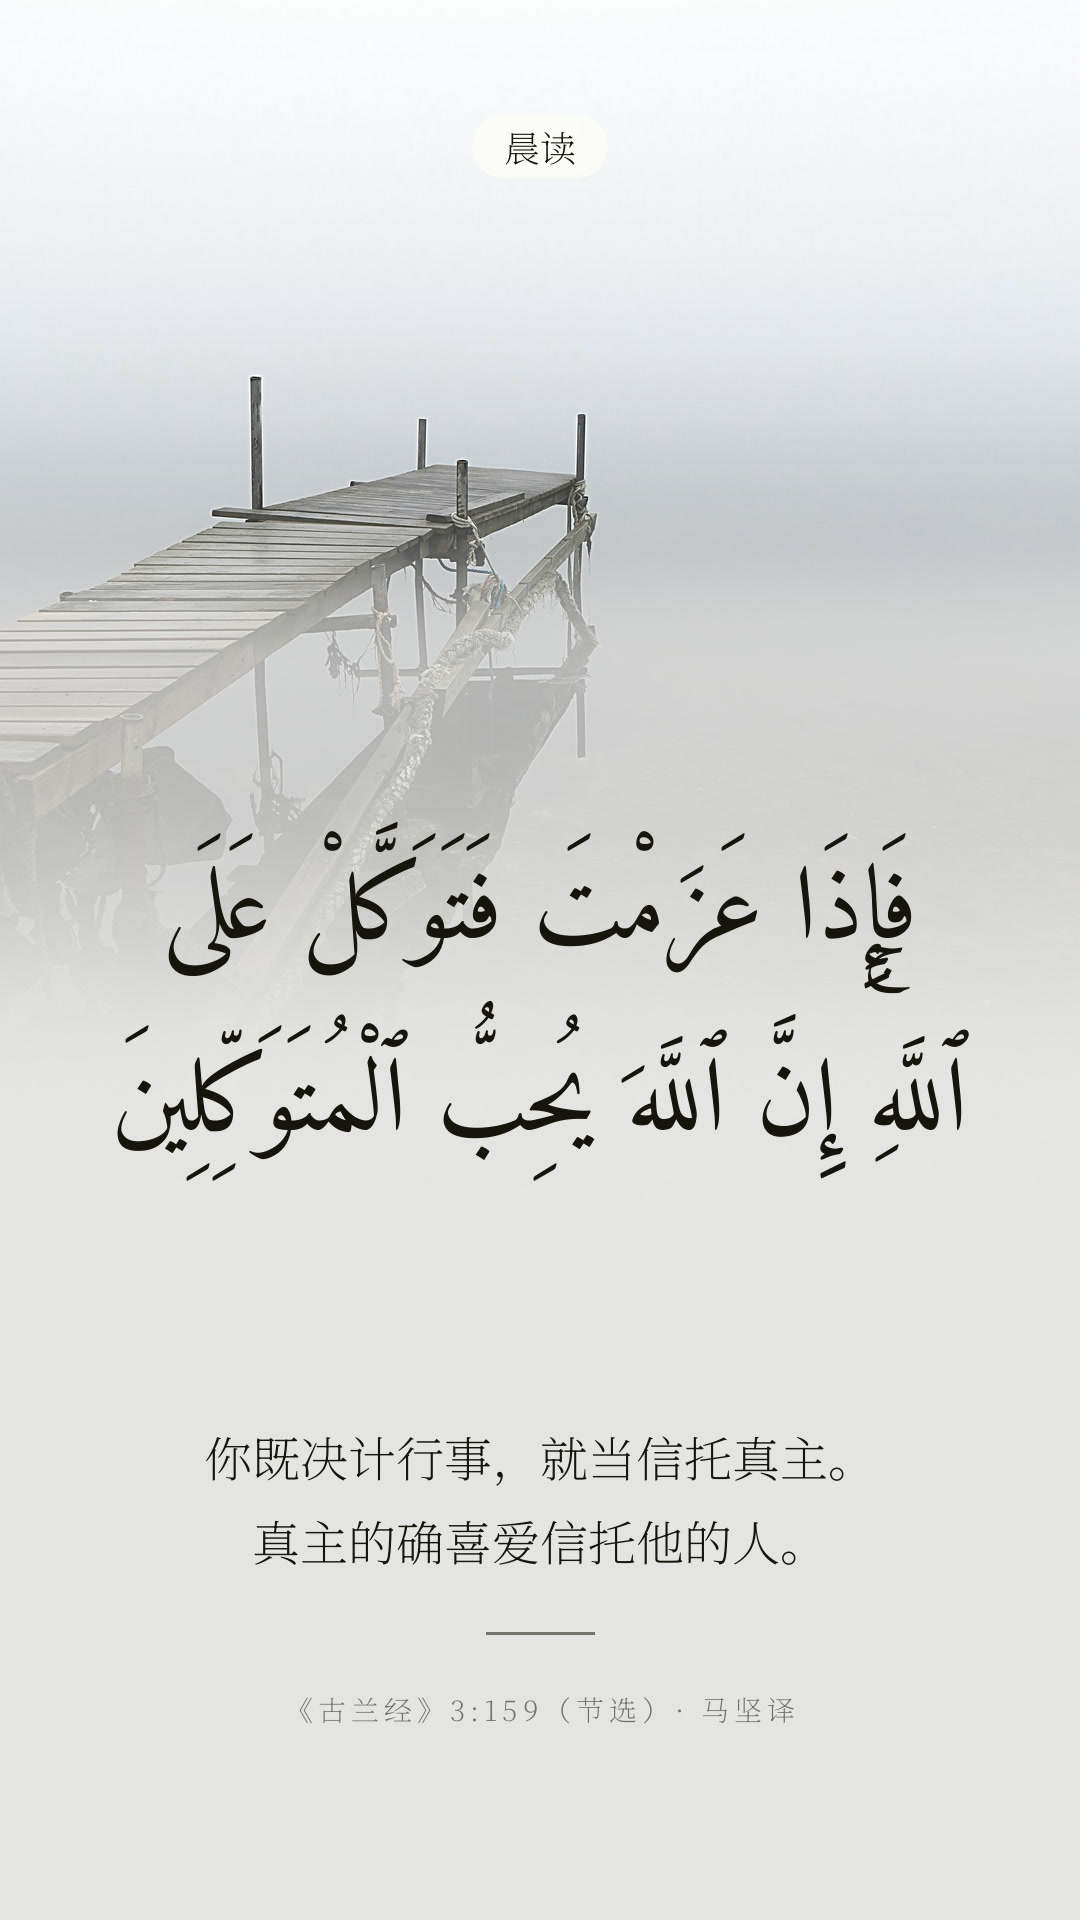 晨读
فَإِذَا عَزَمْتَ فَتَوَكَّلْ عَلَى
ٱللَّهِ إِنَّ ٱللَّهَ يُحِبُّ ٱلْمُتَوَكِّلِينَ
你既决计行事，就当信托真主。
真主的确喜爱信托他的人。
《古兰经》3:159（节选）· 马坚译